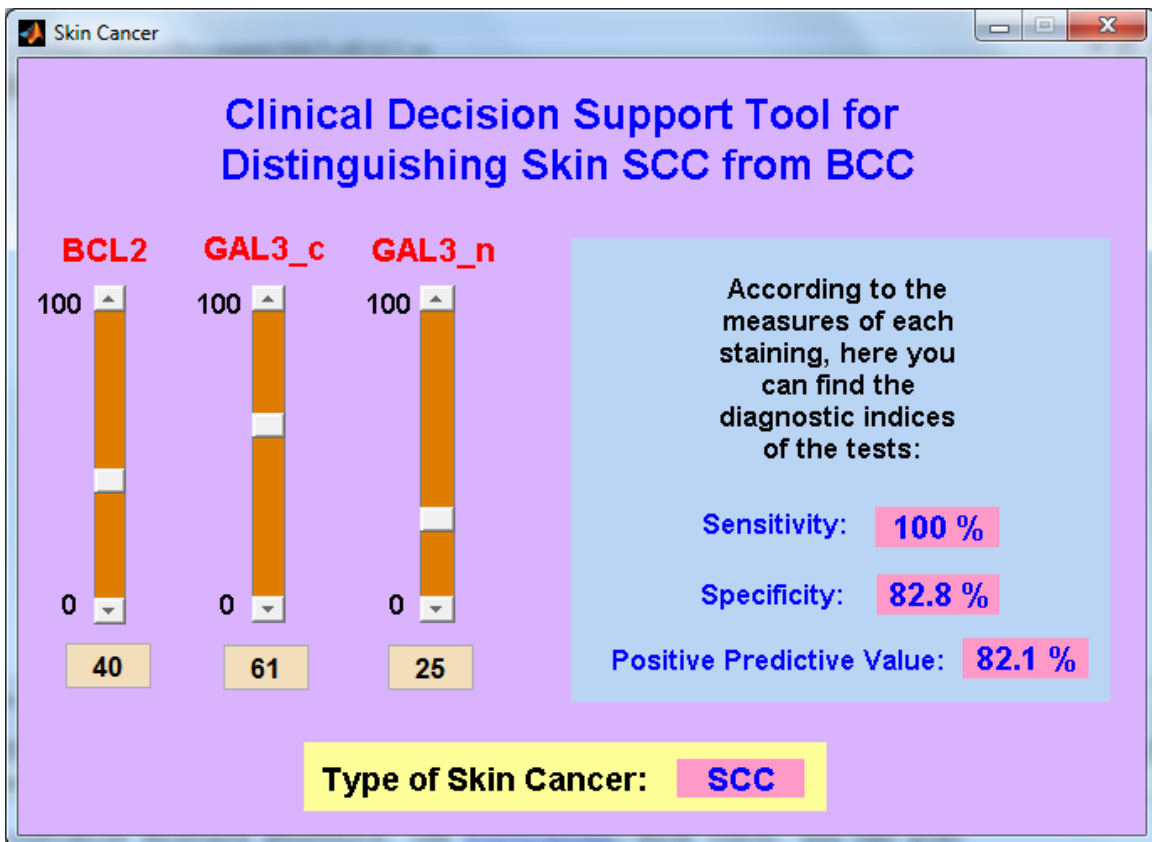 Skin Cancer
Clinical Decision Support Tool for
Distinguishing Skin SCC from BCC
BCL2
GAL3_c
GAL3_n
100
100
100
0
0
0
40
61
25
According to the
measures of each
staining, here you
can find the
diagnostic indices
of the tests:
Sensitivity: 100 %
Specificity: 82.8 %
Positive Predictive Value: 82.1 %
Type of Skin Cancer: SCC